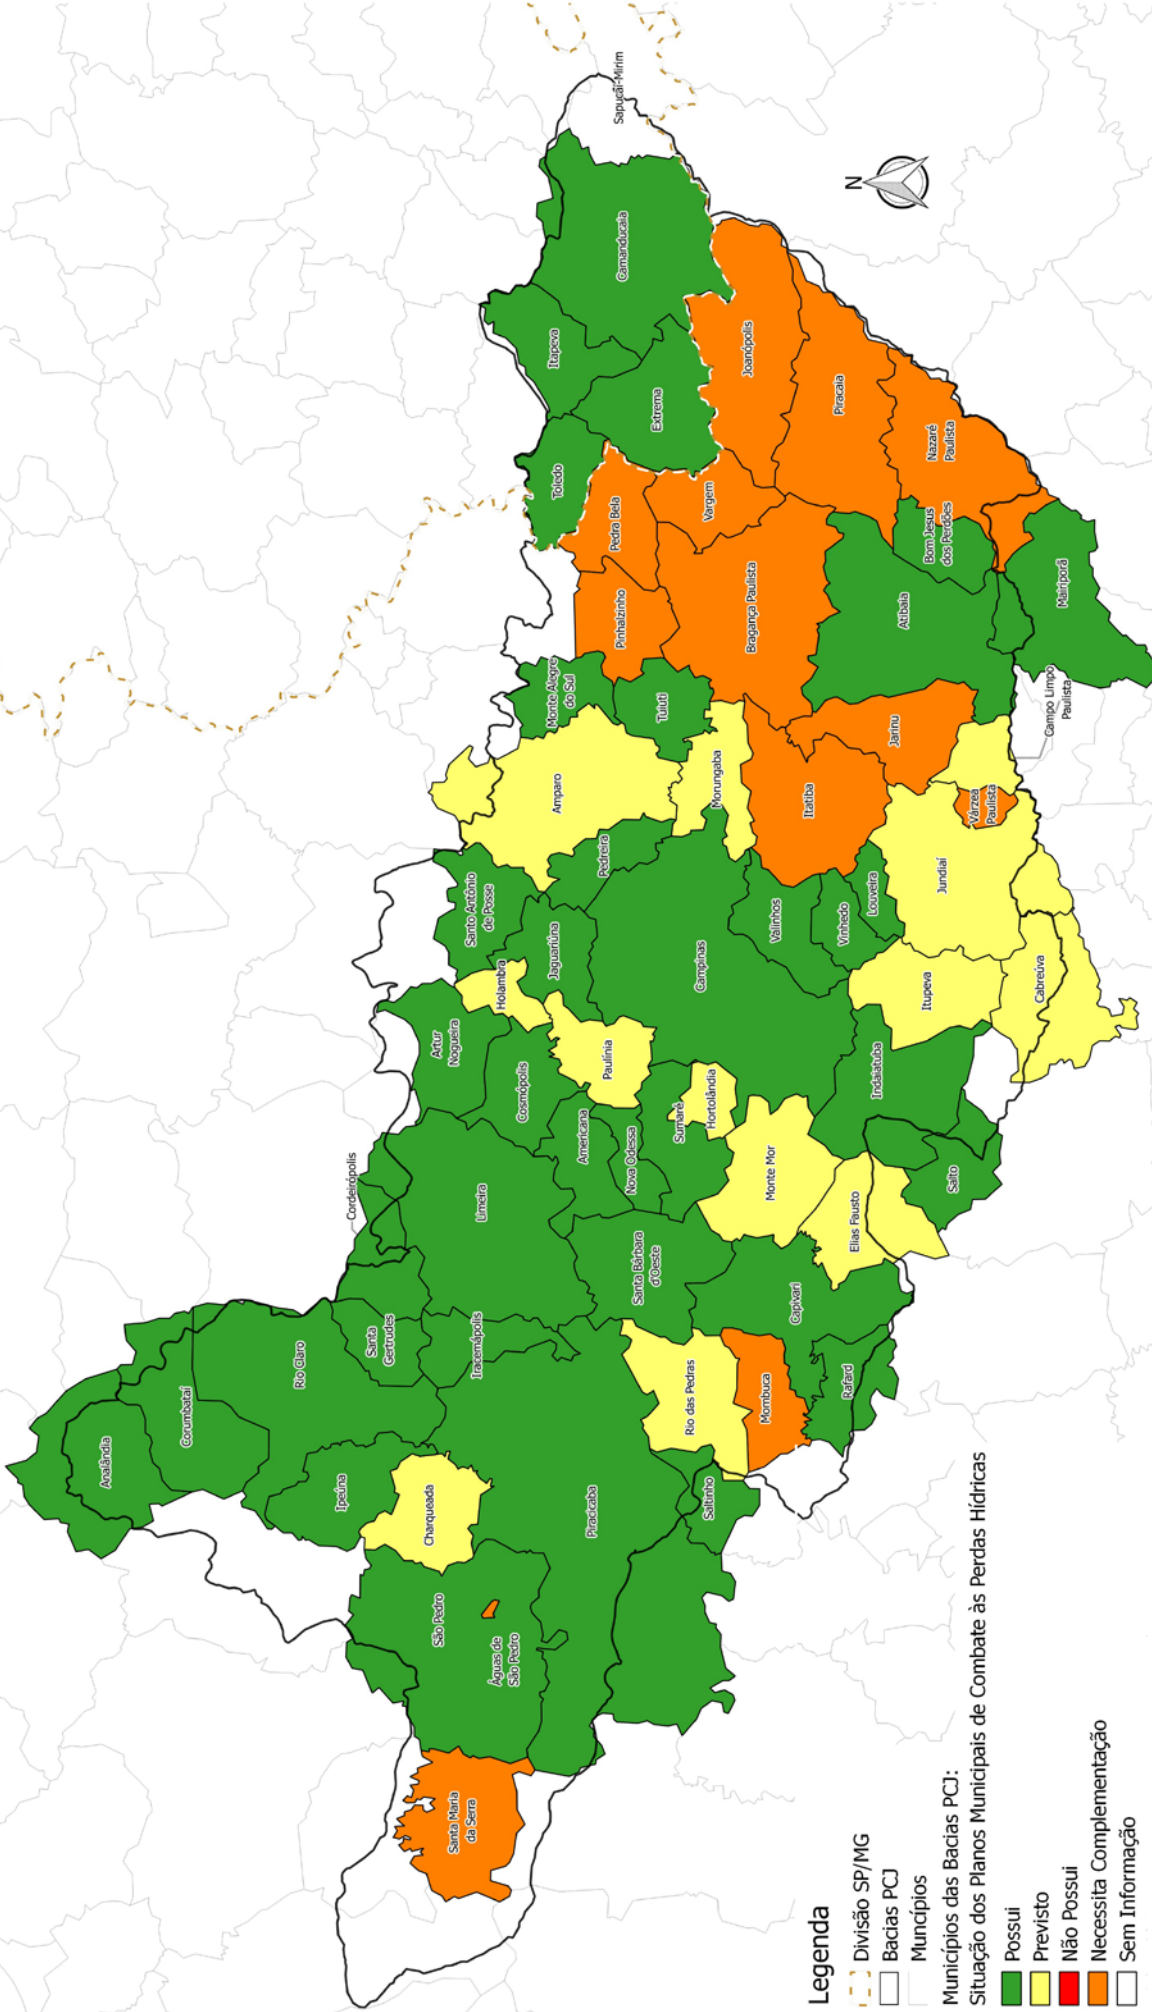 Sapucaí-Mirim
Camanducaia
Itapeva
Extrema
Toledo
Joanópolis
Piracaia
Nazaré
Paulista
Vargem
Pedra Bela
Pinhalzinho
Bragança Paulista
Bom Jesus
dos Perdões
Atibaia
Mairiporã
Monte Alegre
do Sul
Tuiuti
Campo Limpo
Paulista
Amparo
Morungaba
Itatiba
Jarinu
Várzea
Paulista
Pedreira
Santo Antônio
de Posse
Jaguariúna
Holambra
Campinas
Valinhos
Vinhedo
Louveira
Jundiaí
Itupeva
Cabreúva
Artur
Nogueira
Cosmópolis
Paulínia
Americana
Nova Odessa
Sumaré
Hortolândia
Monte Mor
Indaiatuba
Salto
Elias Fausto
Cordeirópolis
Limeira
Santa Bárbara
d'Oeste
Capivari
Rafard
Mombuca
Rio das Pedras
Iracemápolis
Santa
Gertrudes
Rio Claro
Corumbataí
Analândia
Ipeúna
Charqueada
Piracicaba
Saltinho
São Pedro
Águas de
São Pedro
Santa Maria
da Serra
N
Legenda
Divisão SP/MG
Bacias PCJ
Muncípios
Municípios das Bacias PCJ:
Situação dos Planos Municipais de Combate às Perdas Hídricas
Possui
Previsto
Não Possui
Necessita Complementação
Sem Informação